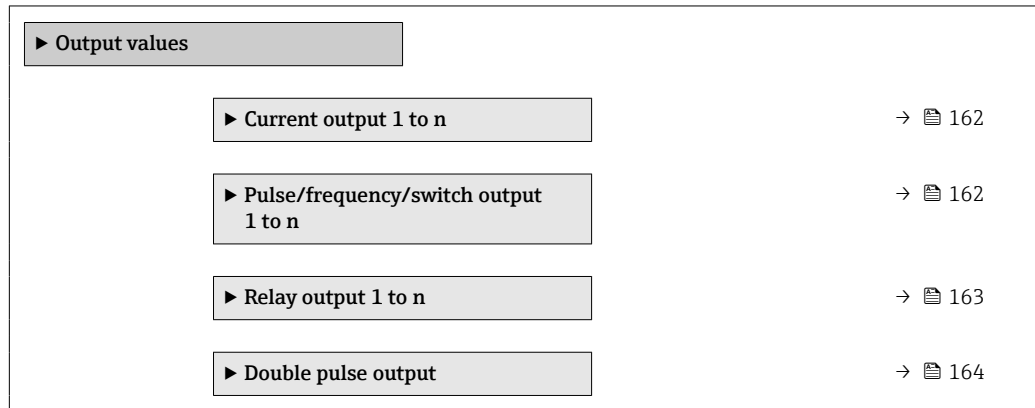 ► Output values
► Current output 1 to n → 162
► Pulse/frequency/switch output → 162
1 to n
► Relay output 1 to n → 163
► Double pulse output → 164